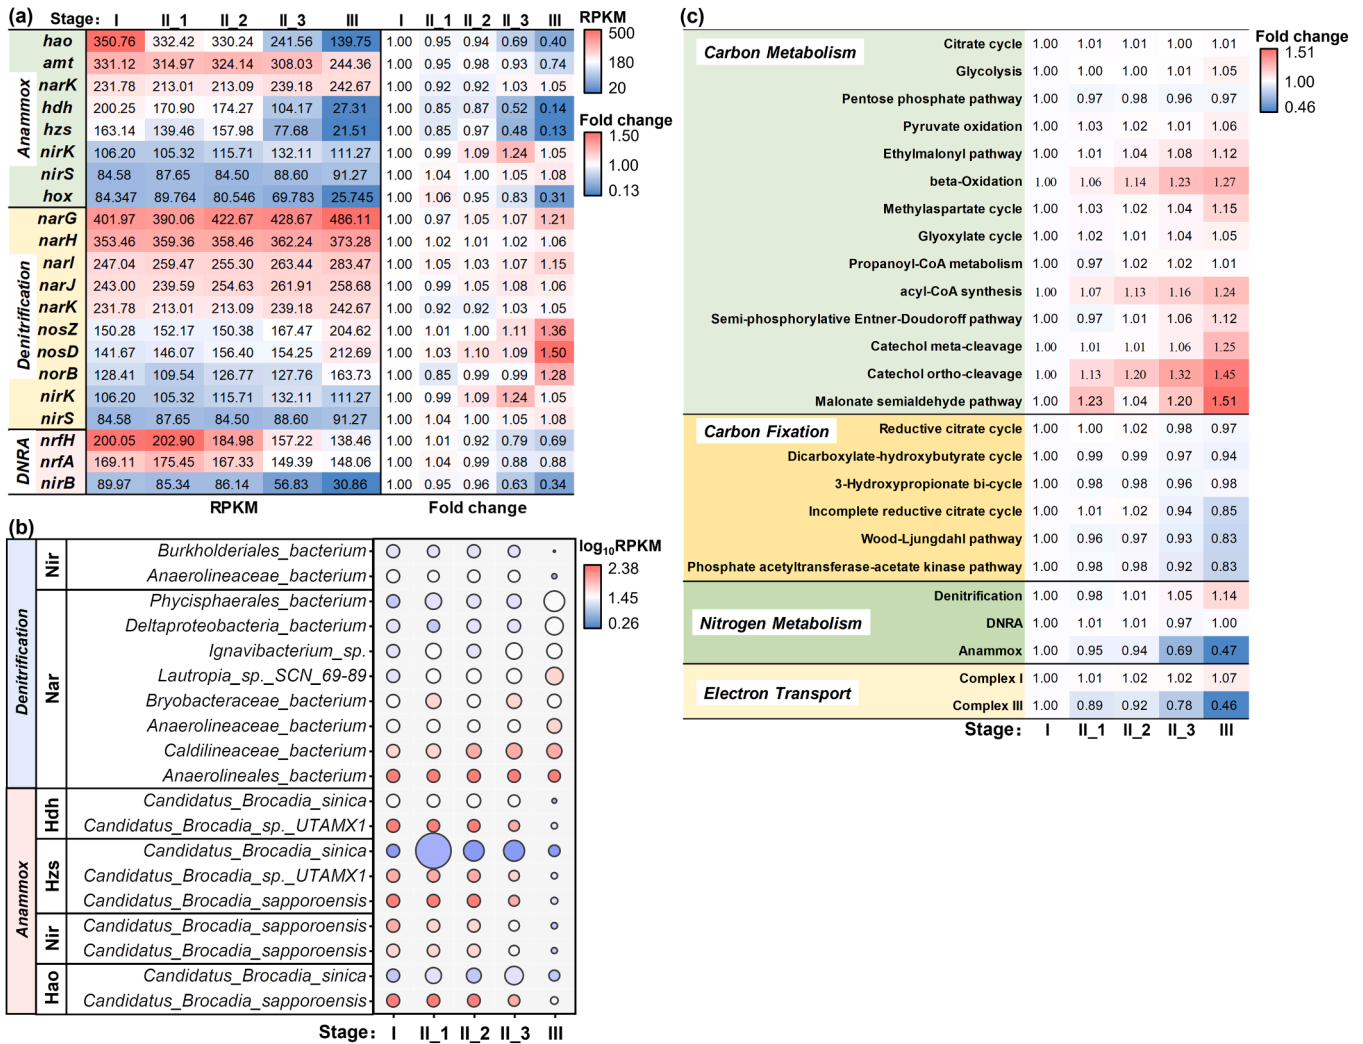 (a)
Stage: I II_1 II_2 II_3 III I II_1 II_2 II_3 III RPKM
Anammox
hao 350.76 332.42 330.24 241.56 139.75 1.00 0.95 0.94 0.69 0.40
amt 331.12 314.97 324.14 308.03 244.36 1.00 0.95 0.98 0.93 0.74
narK 231.78 213.01 213.09 239.18 242.67 1.00 0.92 0.92 1.03 1.05
hdh 200.25 170.90 174.27 104.17 27.31 1.00 0.85 0.87 0.52 0.14
hzs 163.14 139.46 157.98 77.68 21.51 1.00 0.85 0.97 0.48 0.13
nirK 106.20 105.32 115.71 132.11 111.27 1.00 0.99 1.09 1.24 1.05
nirS 84.58 87.65 84.50 88.60 91.27 1.00 1.04 1.00 1.05 1.08
hox 84.347 89.764 80.546 69.783 25.745 1.00 1.06 0.95 0.83 0.31
Denitrification
narG 401.97 390.06 422.67 428.67 486.11 1.00 0.97 1.05 1.07 1.21
narH 353.46 359.36 358.46 362.24 373.28 1.00 1.02 1.01 1.02 1.06
narI 247.04 259.47 255.30 263.44 283.47 1.00 1.05 1.03 1.07 1.15
narJ 243.00 239.59 254.63 261.91 258.68 1.00 0.99 1.05 1.08 1.06
narK 231.78 213.01 213.09 239.18 242.67 1.00 0.92 0.92 1.03 1.05
nosZ 150.28 152.17 150.38 167.47 204.62 1.00 1.01 1.00 1.11 1.36
nosD 141.67 146.07 156.40 154.25 212.69 1.00 1.03 1.10 1.09 1.50
norB 128.41 109.54 126.77 127.76 163.73 1.00 0.85 0.99 0.99 1.28
nirK 106.20 105.32 115.71 132.11 111.27 1.00 0.99 1.09 1.24 1.05
nirS 84.58 87.65 84.50 88.60 91.27 1.00 1.04 1.00 1.05 1.08
DNRA
nrfH 200.05 202.90 184.98 157.22 138.46 1.00 1.01 0.92 0.79 0.69
nrfA 169.11 175.45 167.33 149.39 148.06 1.00 1.04 0.99 0.88 0.88
nirB 89.97 85.34 86.14 56.83 30.86 1.00 0.95 0.96 0.63 0.34
RPKM Fold change
500
180
20
Fold change
1.50
1.00
0.13
(b)
Denitrification
Nir
Burkholderiales_bacterium
Anaerolineaceae_bacterium
Nar
Phycisphaerales_bacterium
Deltaproteobacteria_bacterium
Ignavibacterium_sp.
Lautropia_sp._SCN_69-89
Bryobacteraceae_bacterium
Anaerolineaceae_bacterium
Caldilineaceae_bacterium
Anaerolineales_bacterium
Anammox
Hdh
Candidatus_Brocadia_sinica
Candidatus_Brocadia_sp._UTAMX1
Hzs
Candidatus_Brocadia_sinica
Candidatus_Brocadia_sp._UTAMX1
Candidatus_Brocadia_sapporoensis
Nir
Candidatus_Brocadia_sapporoensis
Candidatus_Brocadia_sapporoensis
Hao
Candidatus_Brocadia_sinica
Candidatus_Brocadia_sapporoensis
Stage: I II_1 II_2 II_3 III
log10RPKM
2.38
1.45
0.26
(c)
Carbon Metabolism
Citrate cycle 1.00 1.01 1.01 1.00 1.01
Glycolysis 1.00 1.00 1.00 1.01 1.05
Pentose phosphate pathway 1.00 0.97 0.98 0.96 0.97
Pyruvate oxidation 1.00 1.03 1.02 1.01 1.06
Ethylmalonyl pathway 1.00 1.01 1.04 1.08 1.12
beta-Oxidation 1.00 1.06 1.14 1.23 1.27
Methylaspartate cycle 1.00 1.03 1.02 1.04 1.15
Glyoxylate cycle 1.00 1.02 1.01 1.04 1.05
Propanoyl-CoA metabolism 1.00 0.97 1.02 1.02 1.01
acyl-CoA synthesis 1.00 1.07 1.13 1.16 1.24
Semi-phosphorylative Entner-Doudoroff pathway 1.00 0.97 1.01 1.06 1.12
Catechol meta-cleavage 1.00 1.01 1.01 1.06 1.25
Catechol ortho-cleavage 1.00 1.13 1.20 1.32 1.45
Malonate semialdehyde pathway 1.00 1.23 1.04 1.20 1.51
Carbon Fixation
Reductive citrate cycle 1.00 1.00 1.02 0.98 0.97
Dicarboxylate-hydroxybutyrate cycle 1.00 0.99 0.99 0.97 0.94
3-Hydroxypropionate bi-cycle 1.00 0.98 0.98 0.96 0.98
Incomplete reductive citrate cycle 1.00 1.01 1.02 0.94 0.85
Wood-Ljungdahl pathway 1.00 0.96 0.97 0.93 0.83
Phosphate acetyltransferase-acetate kinase pathway 1.00 0.98 0.98 0.92 0.83
Nitrogen Metabolism
Denitrification 1.00 0.98 1.01 1.05 1.14
DNRA 1.00 1.01 1.01 0.97 1.00
Anammox 1.00 0.95 0.94 0.69 0.47
Electron Transport
Complex I 1.00 1.01 1.02 1.02 1.07
Complex III 1.00 0.89 0.92 0.78 0.46
Stage: I II_1 II_2 II_3 III
Fold change
1.51
1.00
0.46